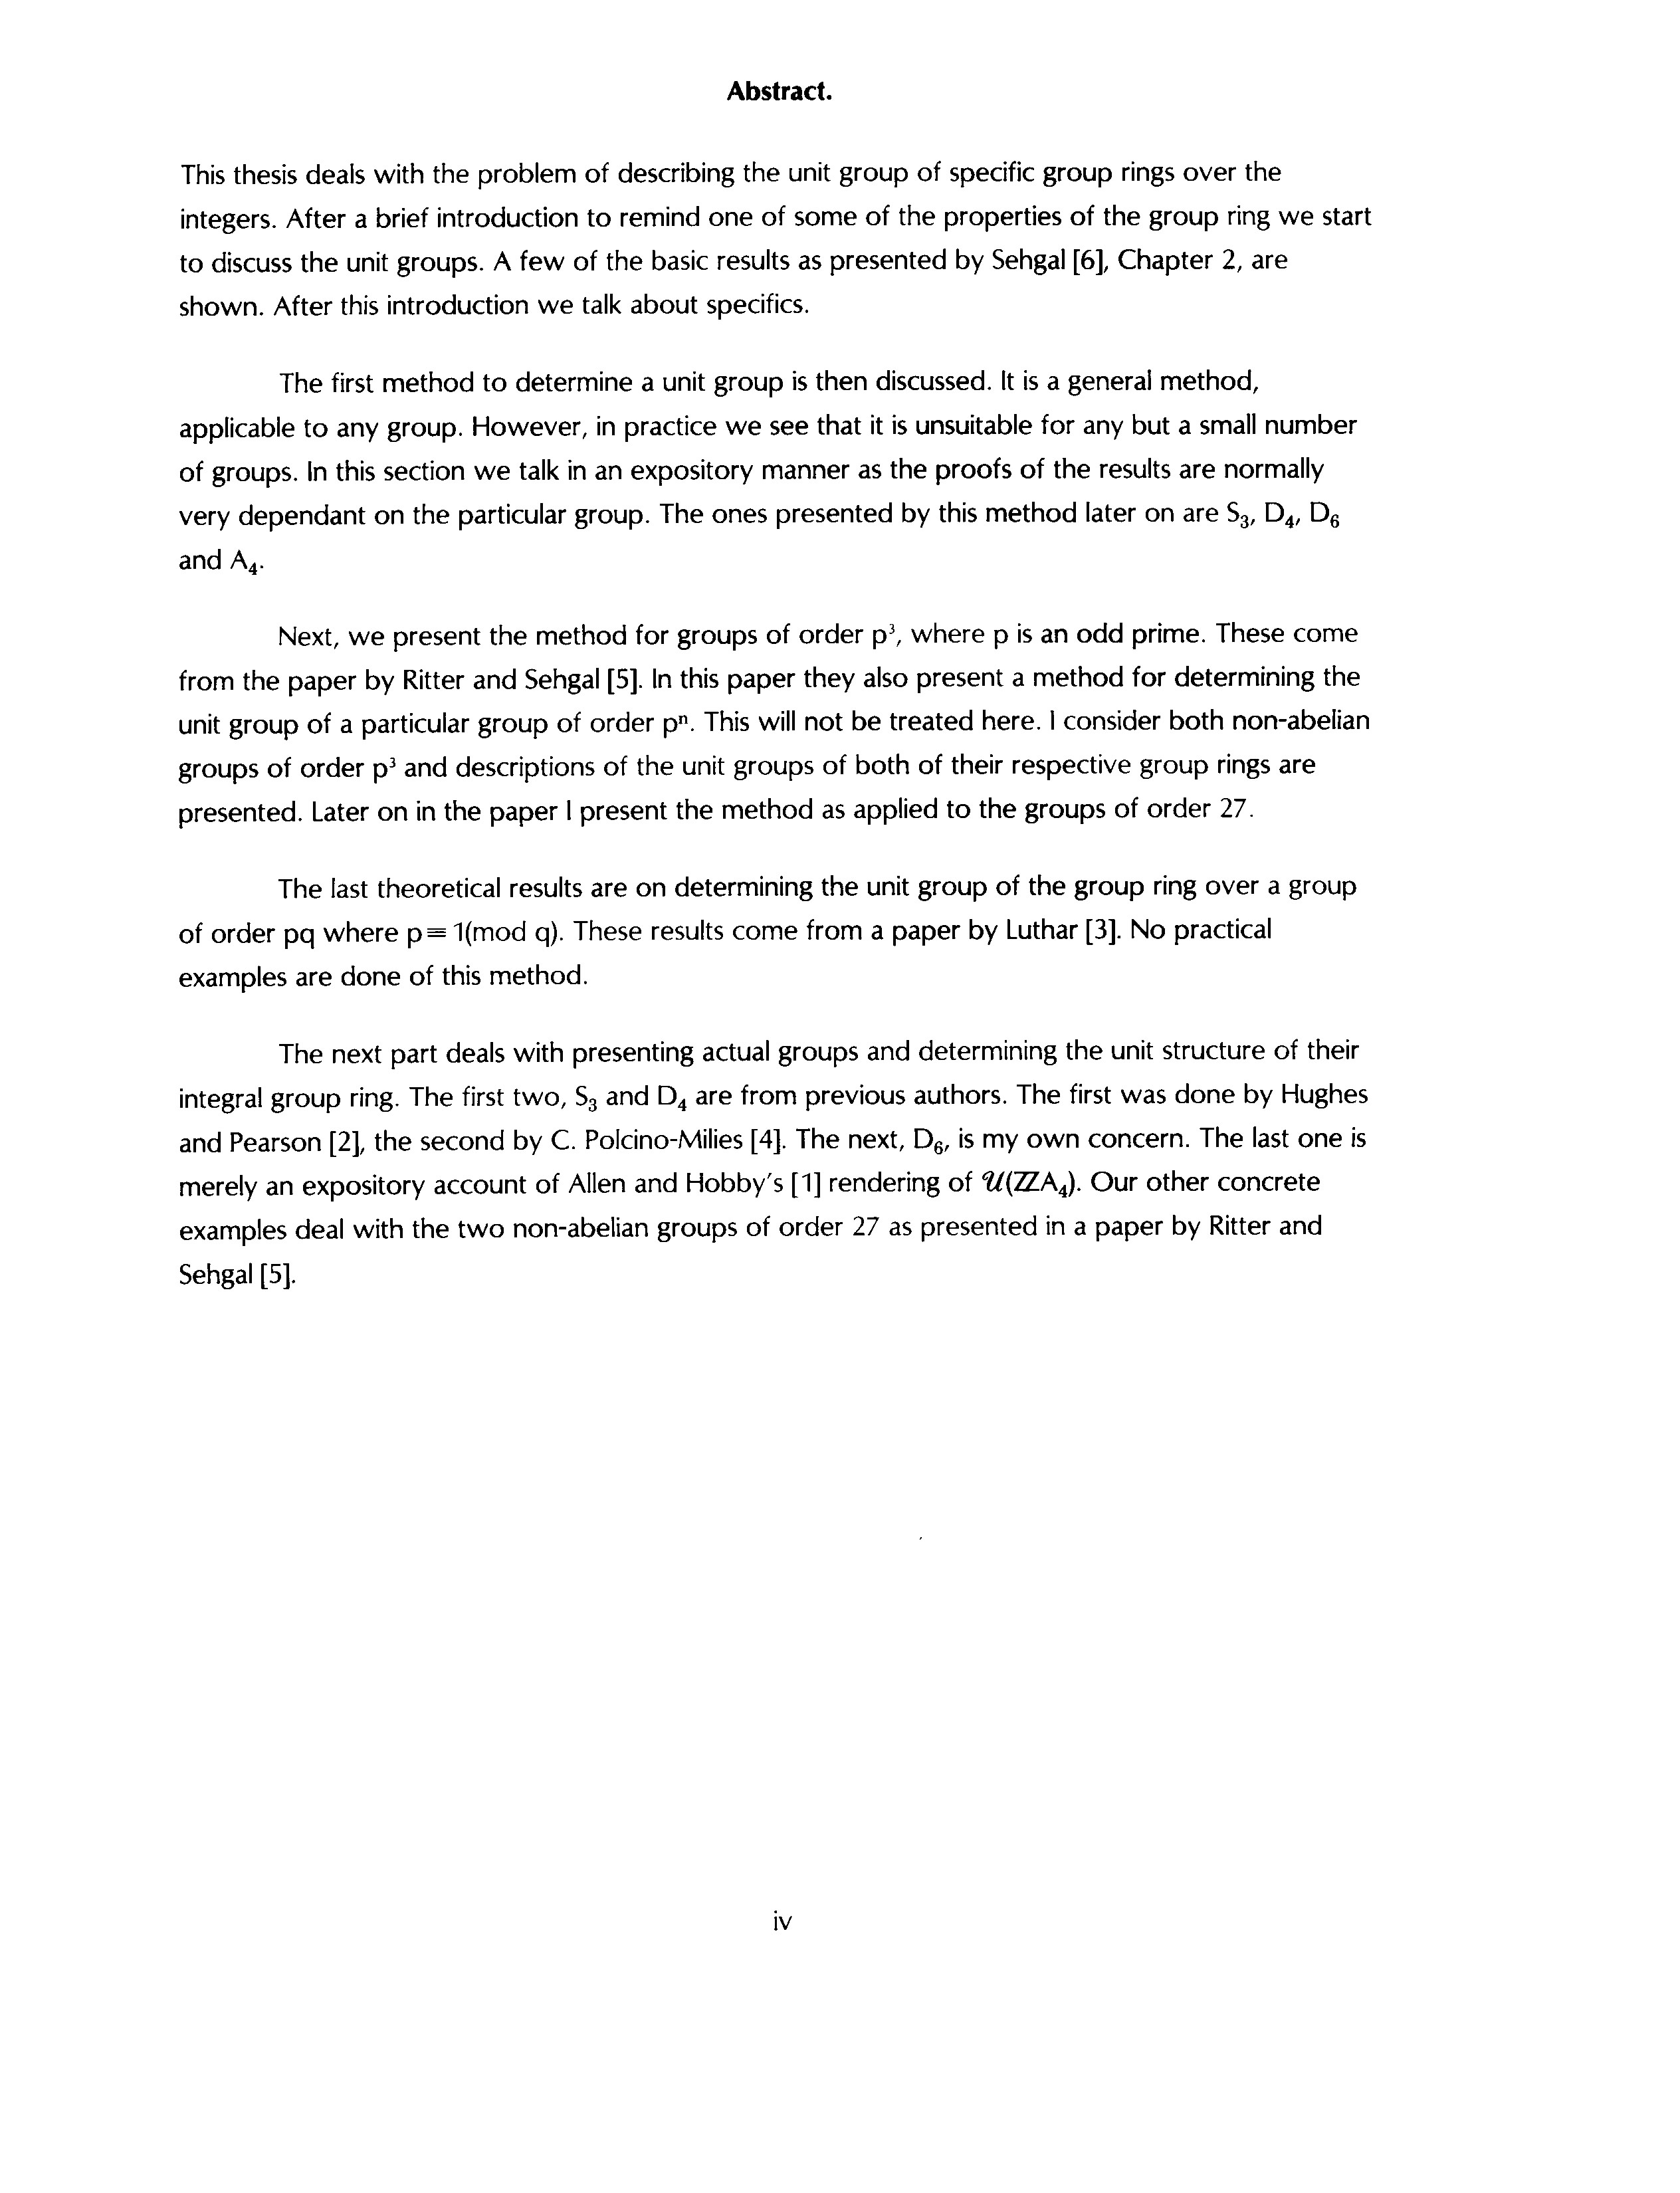 Abstract.
This thesis deals with the problem of describing the unit group of specific group rings over the
integers. After a brief introduction to remind one of some of the properties of the group ring we start
to discuss the unit groups. A few of the basic results as presented by Sehgal [6], Chapter 2, are
shown. After this introduction we talk about specifics.
The first method to determine a unit group is then discussed. It is a general method,
applicable to any group. However, in practice we see that it is unsuitable for any but a small number
of groups. In this section we talk in an expository manner as the proofs of the results are normally
very dependant on the particular group. The ones presented by this method later on are S₃, D₄, D₆
and A₄.
Next, we present the method for groups of order p³, where p is an odd prime. These come
from the paper by Ritter and Sehgal [5]. In this paper they also present a method for determining the
unit group of a particular group of order pⁿ. This will not be treated here. I consider both non-abelian
groups of order p³ and descriptions of the unit groups of both of their respective group rings are
presented. Later on in the paper I present the method as applied to the groups of order 27.
The last theoretical results are on determining the unit group of the group ring over a group
of order pq where p≡1(mod q). These results come from a paper by Luthar [3]. No practical
examples are done of this method.
The next part deals with presenting actual groups and determining the unit structure of their
integral group ring. The first two, S₃ and D₄ are from previous authors. The first was done by Hughes
and Pearson [2], the second by C. Polcino-Milies [4]. The next, D₆, is my own concern. The last one is
merely an expository account of Allen and Hobby's [1] rendering of 𝒰(ℤA₄). Our other concrete
examples deal with the two non-abelian groups of order 27 as presented in a paper by Ritter and
Sehgal [5].
iv